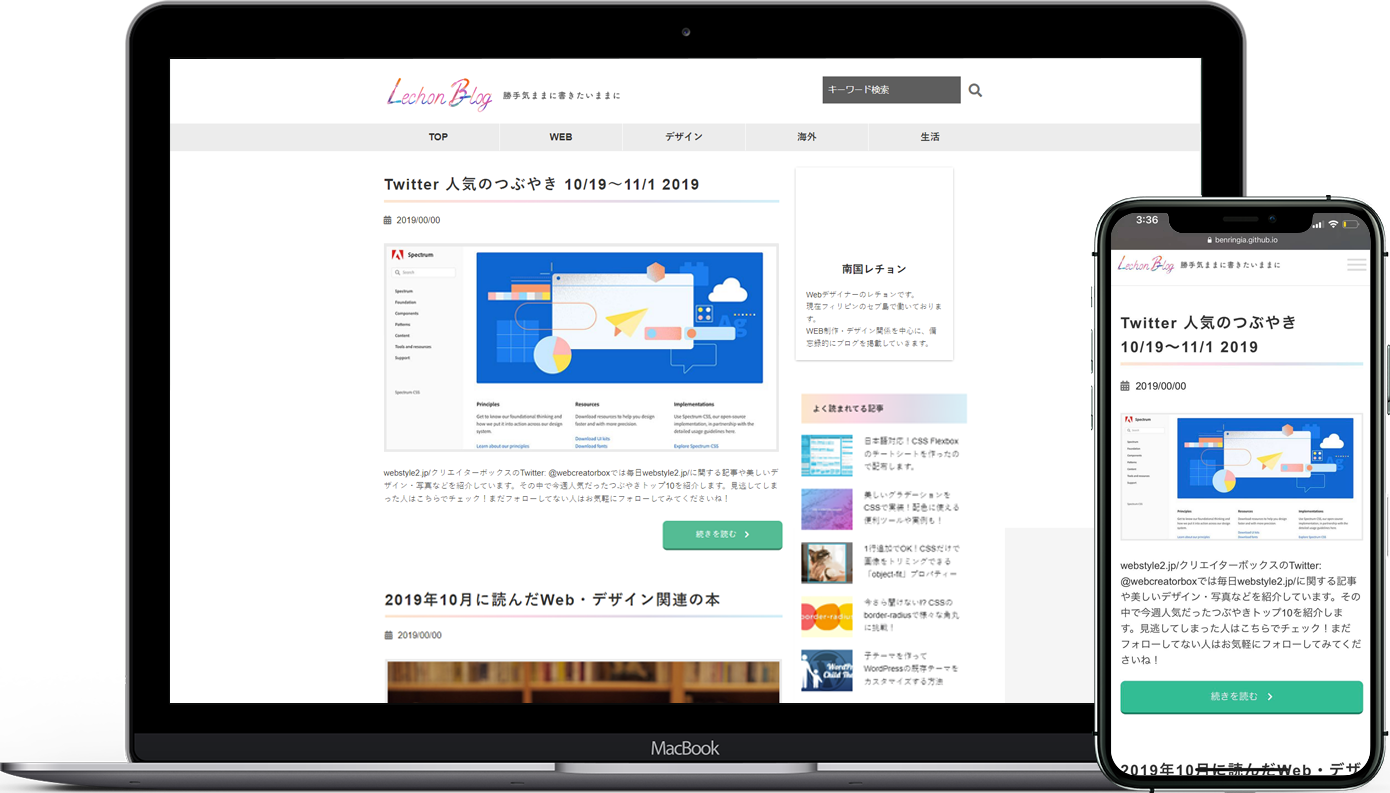 Lechon Blog 勝手気ままに書きたいままに
キーワード検索
TOP WEB デザイン 海外 生活
Twitter 人気のつぶやき 10/19〜11/1 2019
2019/00/00
Spectrum
Search
Spectrum
Foundation
Components
Patterns
Content
Tools and resources
Support
Spectrum CSS
Ag
Principles
Get to know our foundational thinking and
how we put it into action across our design
system.
Learn about our principles
Resources
Download resources to help you design
faster and with more precision.
Download UI kits
Download fonts
Implementations
Use Spectrum CSS, our open-source
implementation, in partnership with the
detailed usage guidelines here.
Explore Spectrum CSS
webstyle2.jp/クリエイターボックスのTwitter: @webcreatorboxでは毎日webstyle2.jp/に関する記事や美しいデ
ザイン・写真などを紹介しています。その中で今週人気だったつぶやきトップ10を紹介します。見逃してしま
った人はこちらでチェック！まだフォローしてない人はお気軽にフォローしてみてくださいね！
続きを読む
2019年10月に読んだWeb・デザイン関連の本
2019/00/00
南国レチョン
Webデザイナーのレチョンです。
現在フィリピンのセブ島で働いておりま
す。
WEB制作・デザイン関係を中心に、備
忘録的にブログを掲載していきます。
よく読まれてる記事
日本語対応！CSS Flexbox
のチートシートを作ったの
で配布します。
美しいグラデーションを
CSSで実装！配色に使える
便利ツールや実例も！
1行追加でOK！CSSだけで
画像をトリミングできる
「object-fit」プロパティー
border-radius
今さら聞けない!? CSSの
border-radiusで様々な角丸
に挑戦！
WordPr
Child The
子テーマを作って
WordPressの既存テーマを
カスタマイズする方法
MacBook
3:36
benringia.github.io
Lechon Blog 勝手気ままに書きたいままに
Twitter 人気のつぶやき
10/19〜11/1 2019
2019/00/00
Spectrum
Principles
Resources
Implementations
webstyle2.jp/クリエイターボックスのTwitter:
@webcreatorboxでは毎日webstyle2.jp/に関する記事
や美しいデザイン・写真などを紹介しています。その
中で今週人気だったつぶやきトップ10を紹介しま
す。見逃してしまった人はこちらでチェック！まだ
フォローしてない人はお気軽にフォローしてみてくだ
さいね！
続きを読む
2019年10月に読んだWeb・デザ